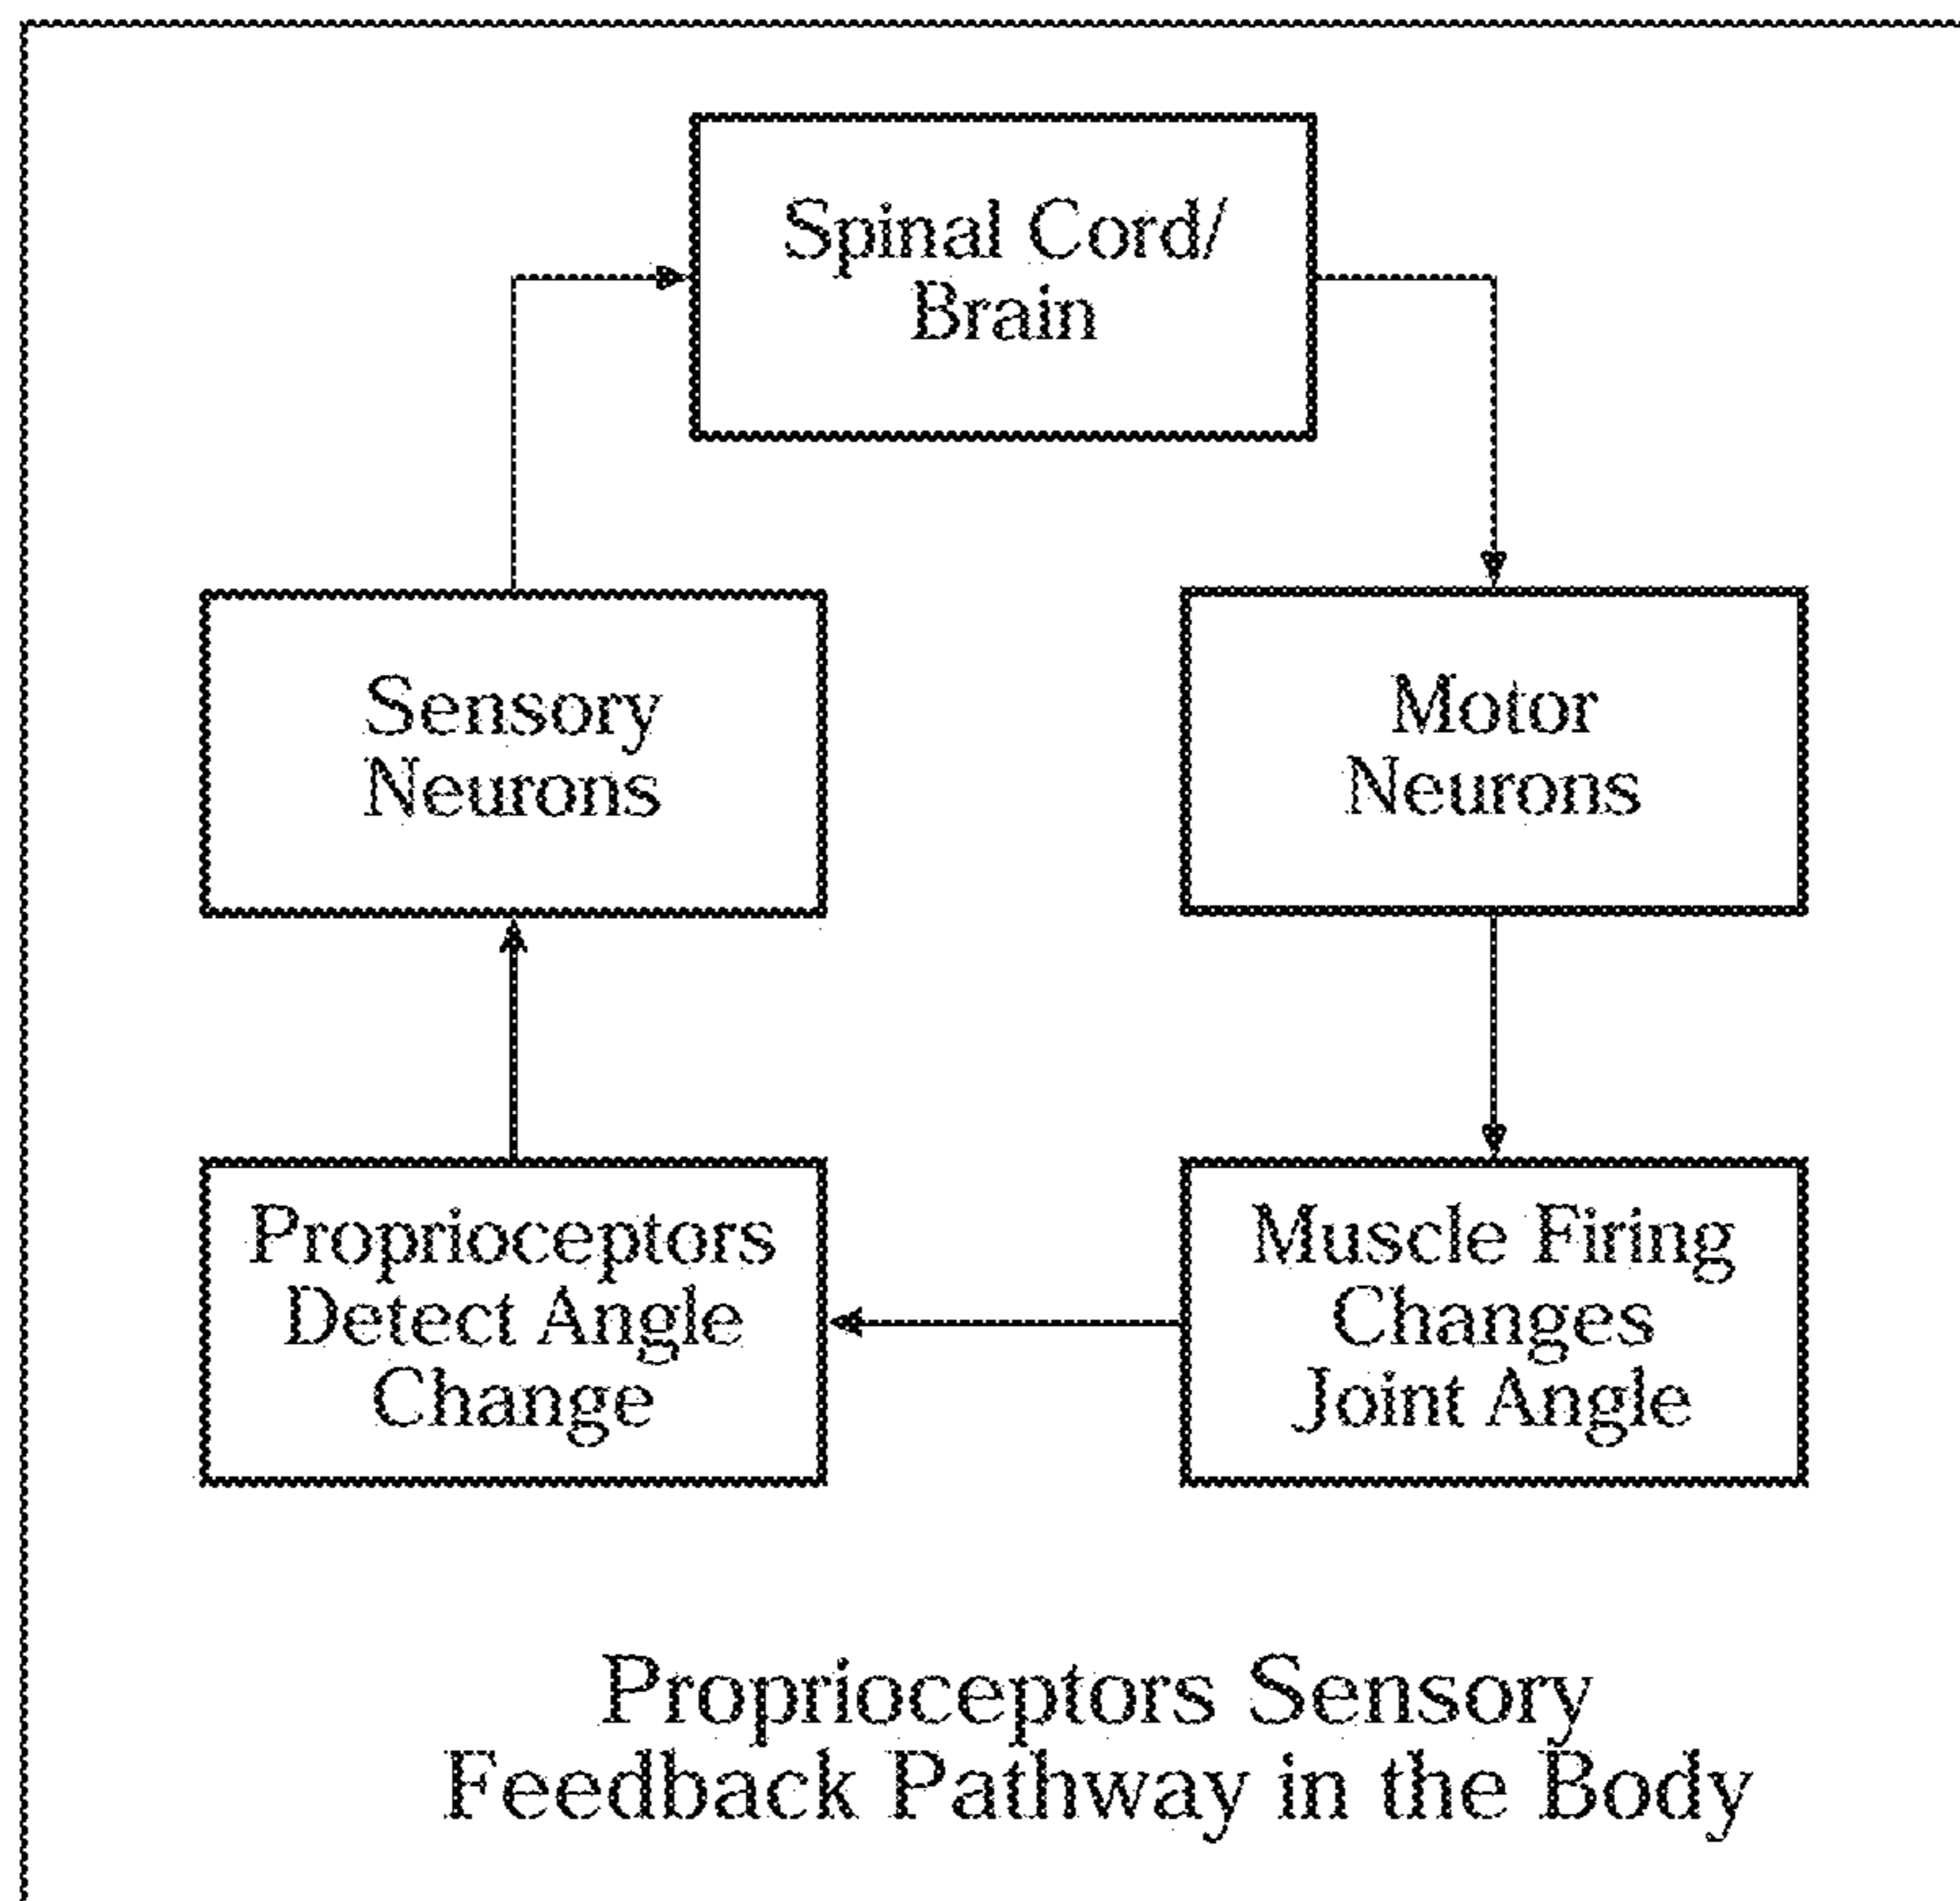 Spinal Cord/
Brain
Sensory
Neurons
Motor
Neurons
Proprioceptors
Detect Angle
Change
Muscle Firing
Changes
Joint Angle
Proprioceptors Sensory
Feedback Pathway in the Body